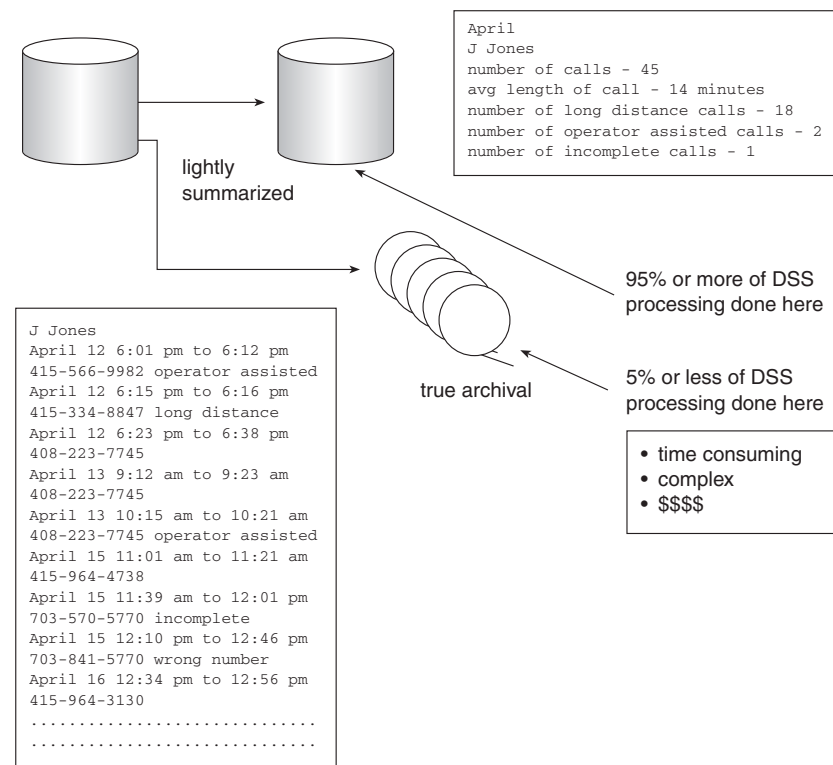 April
J Jones
number of calls - 45
avg length of call - 14 minutes
number of long distance calls - 18
number of operator assisted calls - 2
number of incomplete calls - 1
lightly
summarized
95% or more of DSS
processing done here
true archival
5% or less of DSS
processing done here
• time consuming
• complex
• $$$$
J Jones
April 12 6:01 pm to 6:12 pm
415-566-9982 operator assisted
April 12 6:15 pm to 6:16 pm
415-334-8847 long distance
April 12 6:23 pm to 6:38 pm
408-223-7745
April 13 9:12 am to 9:23 am
408-223-7745
April 13 10:15 am to 10:21 am
408-223-7745 operator assisted
April 15 11:01 am to 11:21 am
415-964-4738
April 15 11:39 am to 12:01 pm
703-570-5770 incomplete
April 15 12:10 pm to 12:46 pm
703-841-5770 wrong number
April 16 12:34 pm to 12:56 pm
415-964-3130
..............................
..............................